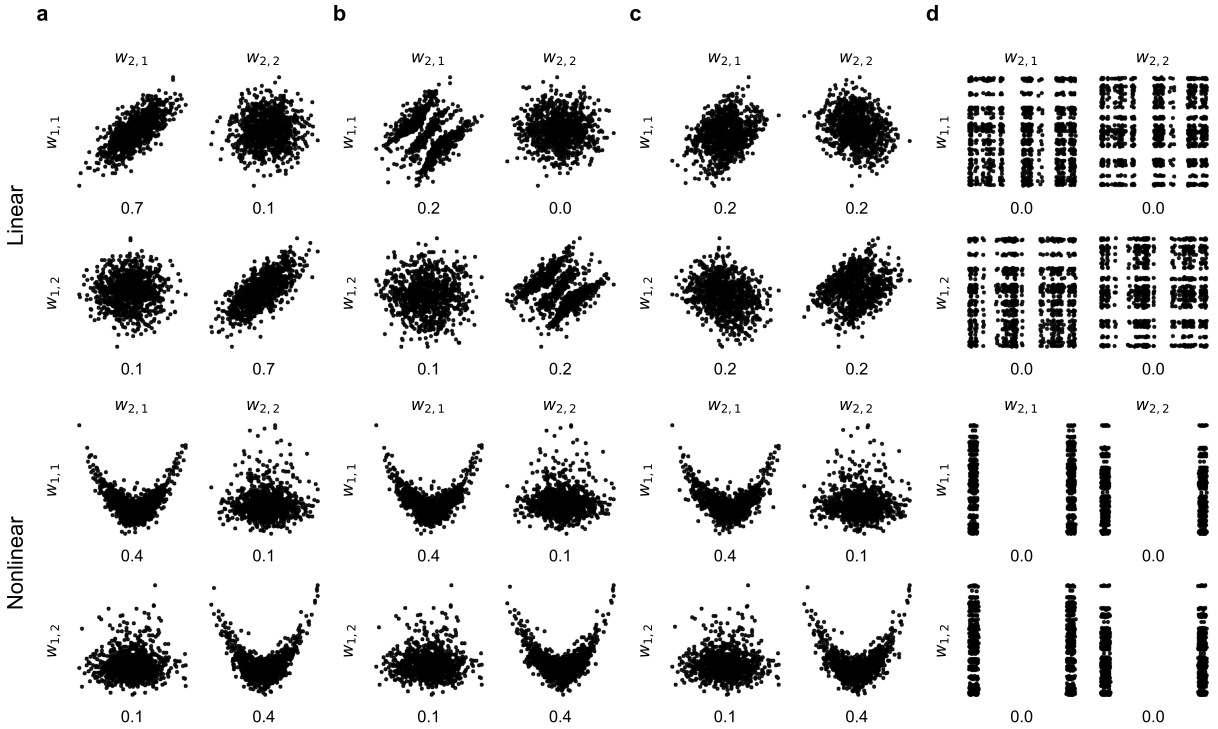 a b c d
w2,1 w2,2 w2,1 w2,2 w2,1 w2,2 w2,1 w2,2
w1,1 w1,1 w1,1 w1,1
0.7 0.1 0.2 0.0 0.2 0.2 0.0 0.0
Linear
w1,2 w1,2 w1,2 w1,2
0.1 0.7 0.1 0.2 0.2 0.2 0.0 0.0
w2,1 w2,2 w2,1 w2,2 w2,1 w2,2 w2,1 w2,2
w1,1 w1,1 w1,1 w1,1
0.4 0.1 0.4 0.1 0.4 0.1 0.0 0.0
Nonlinear
w1,2 w1,2 w1,2 w1,2
0.1 0.4 0.1 0.4 0.1 0.4 0.0 0.0